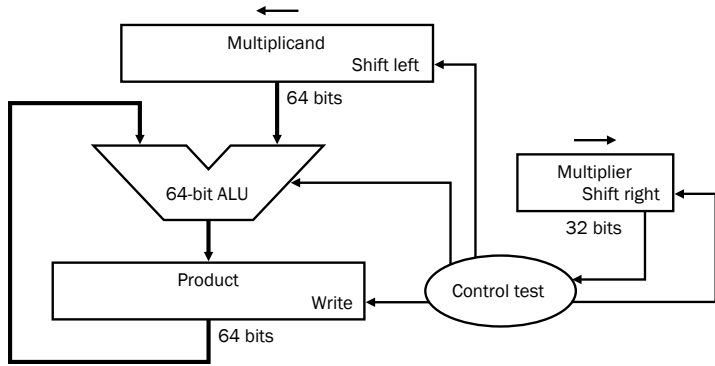 Multiplicand
Shift left
64 bits
64-bit ALU
Multiplier
Shift right
32 bits
Product
Write
Control test
64 bits